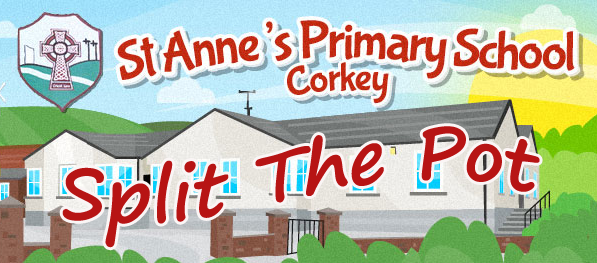 St Anne's Primary School
Corkey
Split The Pot